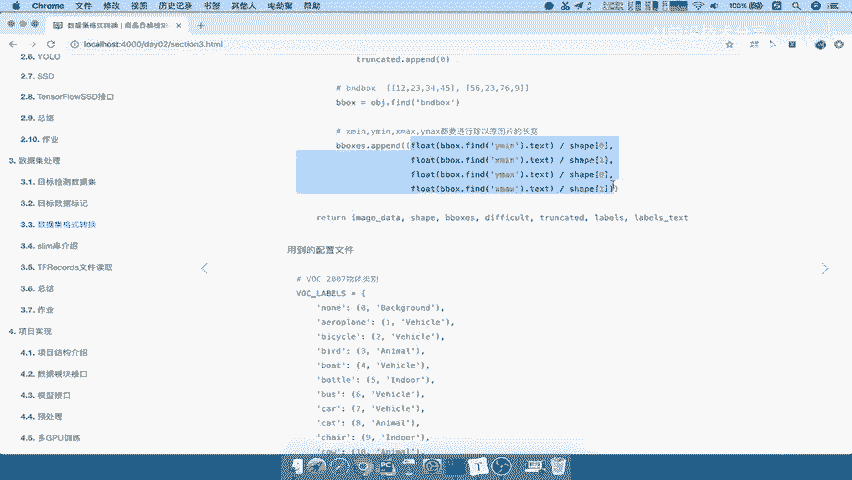 Chrome 文件 修改 视图 历史记录 书签 其他人 电动窗 帮助
100%
数据集格式转换 | 商品目标检测
localhost:4000/day02/section3.html
2.6. YOLO
2.7. SSD
2.8. TensorFlowSSD接口
2.9. 总结
2.10. 作业
3. 数据集处理
3.1. 目标检测数据集
3.2. 目标数据标记
3.3. 数据集格式转换
3.4. slim库介绍
3.5. TFRecords文件读取
3.6. 总结
3.7. 作业
4. 项目实现
4.1. 项目结构介绍
4.2. 数据模块接口
4.3. 模型接口
4.4. 预处理
4.5. 多GPU训练
truncated.append(0)
# bndbox [[12,23,34,45], [56,23,76,9]]
bbox = obj.find('bndbox')
# xmin,ymin,xmax,ymax都要进行除以原图片的长宽
bboxes.append((float(bbox.find('ymin').text) / shape[0],
float(bbox.find('xmin').text) / shape[1],
float(bbox.find('ymax').text) / shape[0],
float(bbox.find('xmax').text) / shape[1]))
return image_data, shape, bboxes, difficult, truncated, labels, labels_text
用到的配置文件
# VOC 2007物体类别
VOC_LABELS = {
'none': (0, 'Background'),
'aeroplane': (1, 'Vehicle'),
'bicycle': (2, 'Vehicle'),
'bird': (3, 'Animal'),
'boat': (4, 'Vehicle'),
'bottle': (5, 'Indoor'),
'bus': (6, 'Vehicle'),
'car': (7, 'Vehicle'),
'cat': (8, 'Animal'),
'chair': (9, 'Indoor'),
'cow': (10, 'Animal'),